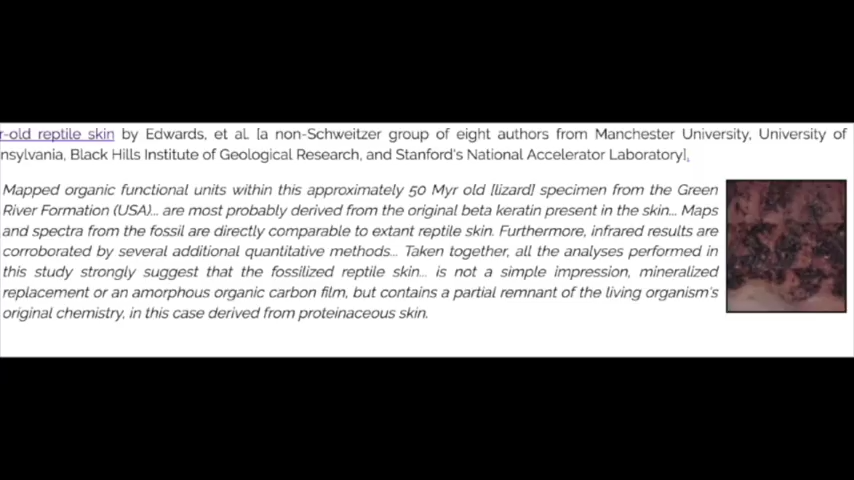 r-old reptile skin by Edwards, et al. [a non-Schweitzer group of eight authors from Manchester University, University of
nsylvania, Black Hills Institute of Geological Research, and Stanford's National Accelerator Laboratory],
Mapped organic functional units within this approximately 50 Myr old [lizard] specimen from the Green
River Formation (USA)... are most probably derived from the original beta keratin present in the skin... Maps
and spectra from the fossil are directly comparable to extant reptile skin. Furthermore, infrared results are
corroborated by several additional quantitative methods... Taken together, all the analyses performed in
this study strongly suggest that the fossilized reptile skin... is not a simple impression, mineralized
replacement or an amorphous organic carbon film, but contains a partial remnant of the living organism's
original chemistry, in this case derived from proteinaceous skin.